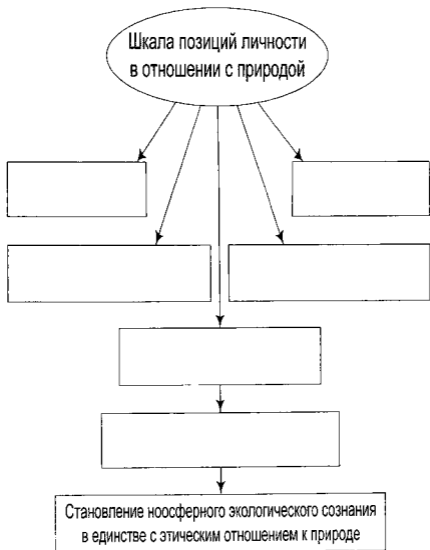 Шкала позиций личности
в отношении с природой
Становление ноосферного экологического сознания
в единстве с этическим отношением к природе